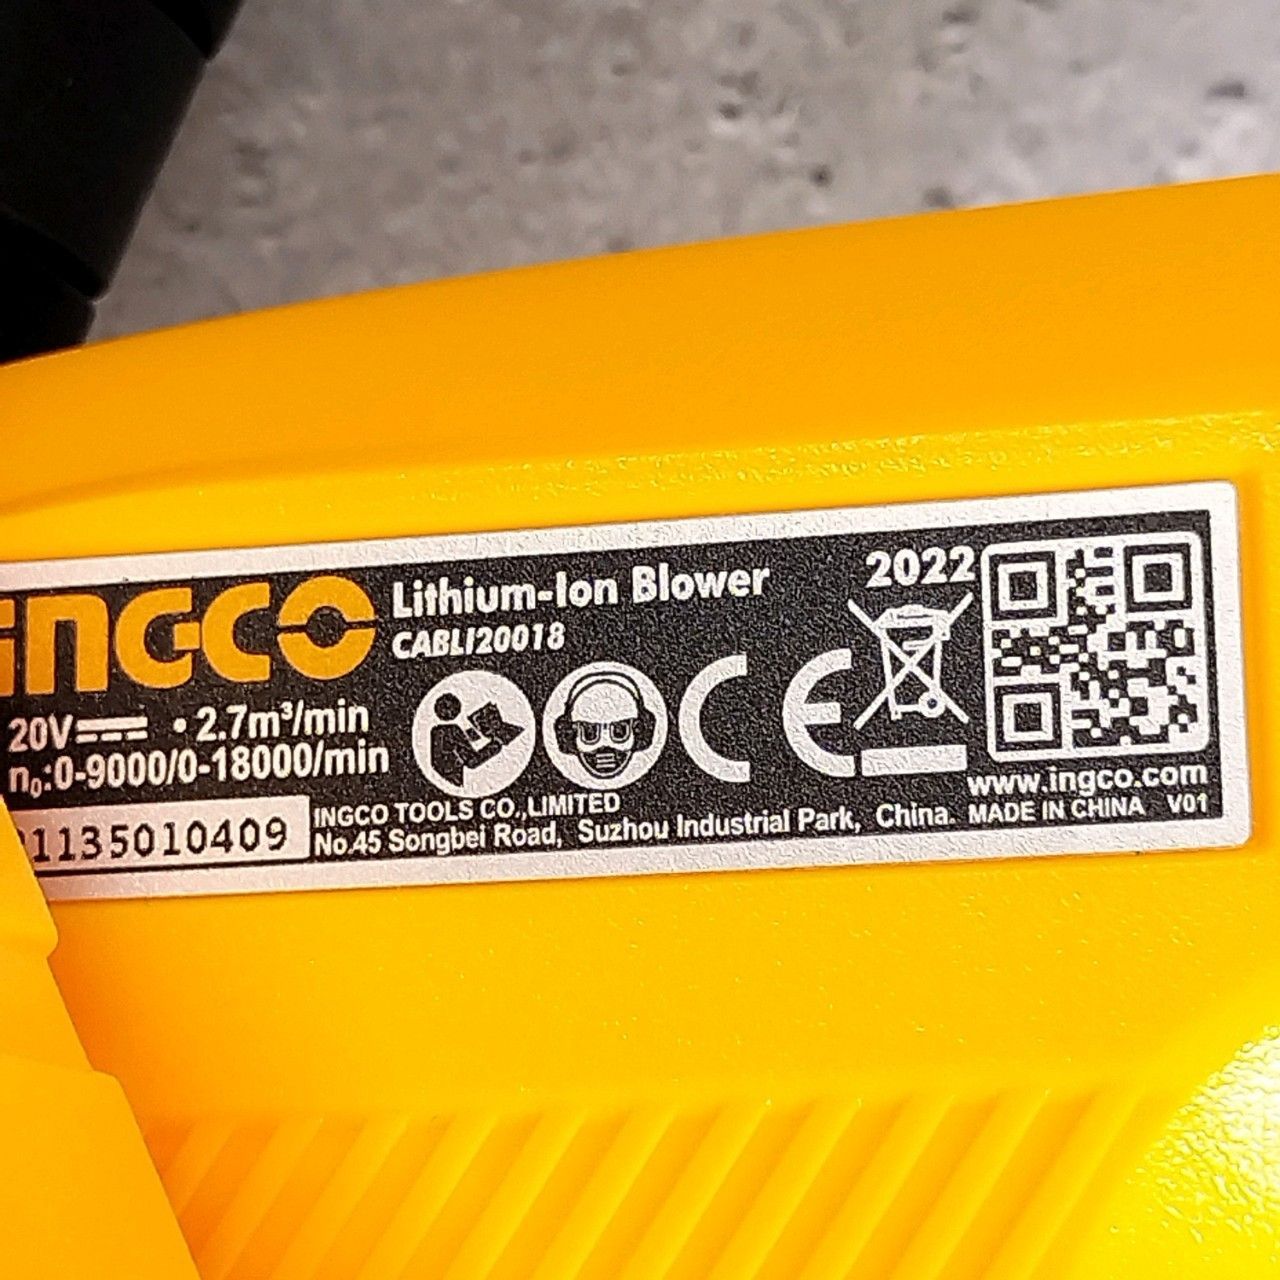 INGCO
Lithium-Ion Blower
2022
CABLI20018
20V • 2.7m³/min
n₀:0-9000/0-18000/min
CE
www.ingco.com
1135010409
INGCO TOOLS CO.,LIMITED
No.45 Songbei Road, Suzhou Industrial Park, China. MADE IN CHINA V01